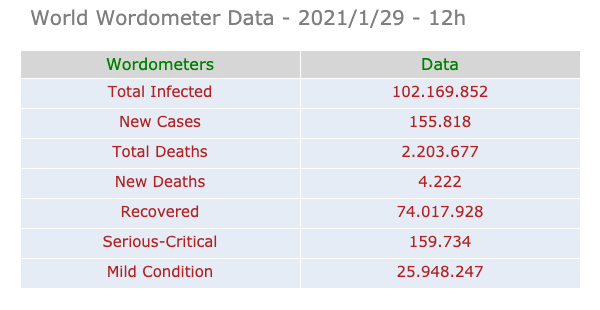 World Wordometer Data - 2021/1/29 - 12h
Wordometers Data
Total Infected 102.169.852
New Cases 155.818
Total Deaths 2.203.677
New Deaths 4.222
Recovered 74.017.928
Serious-Critical 159.734
Mild Condition 25.948.247